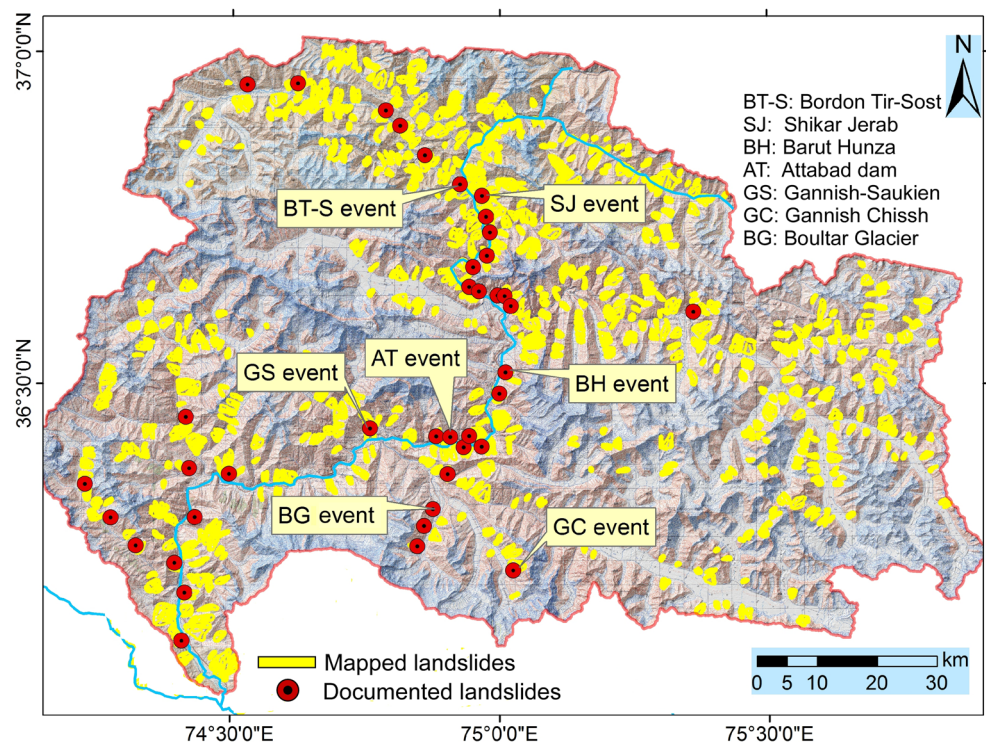 37°0'0"N
N
BT-S: Bordon Tir-Sost
SJ: Shikar Jerab
BH: Barut Hunza
AT: Attabad dam
GS: Gannish-Saukien
GC: Gannish Chissh
BG: Boultar Glacier
BT-S event
SJ event
36°30'0"N
AT event
GS event
BH event
BG event
GC event
Mapped landslides
Documented landslides
km
0 5 10 20 30
74°30'0"E
75°0'0"E
75°30'0"E